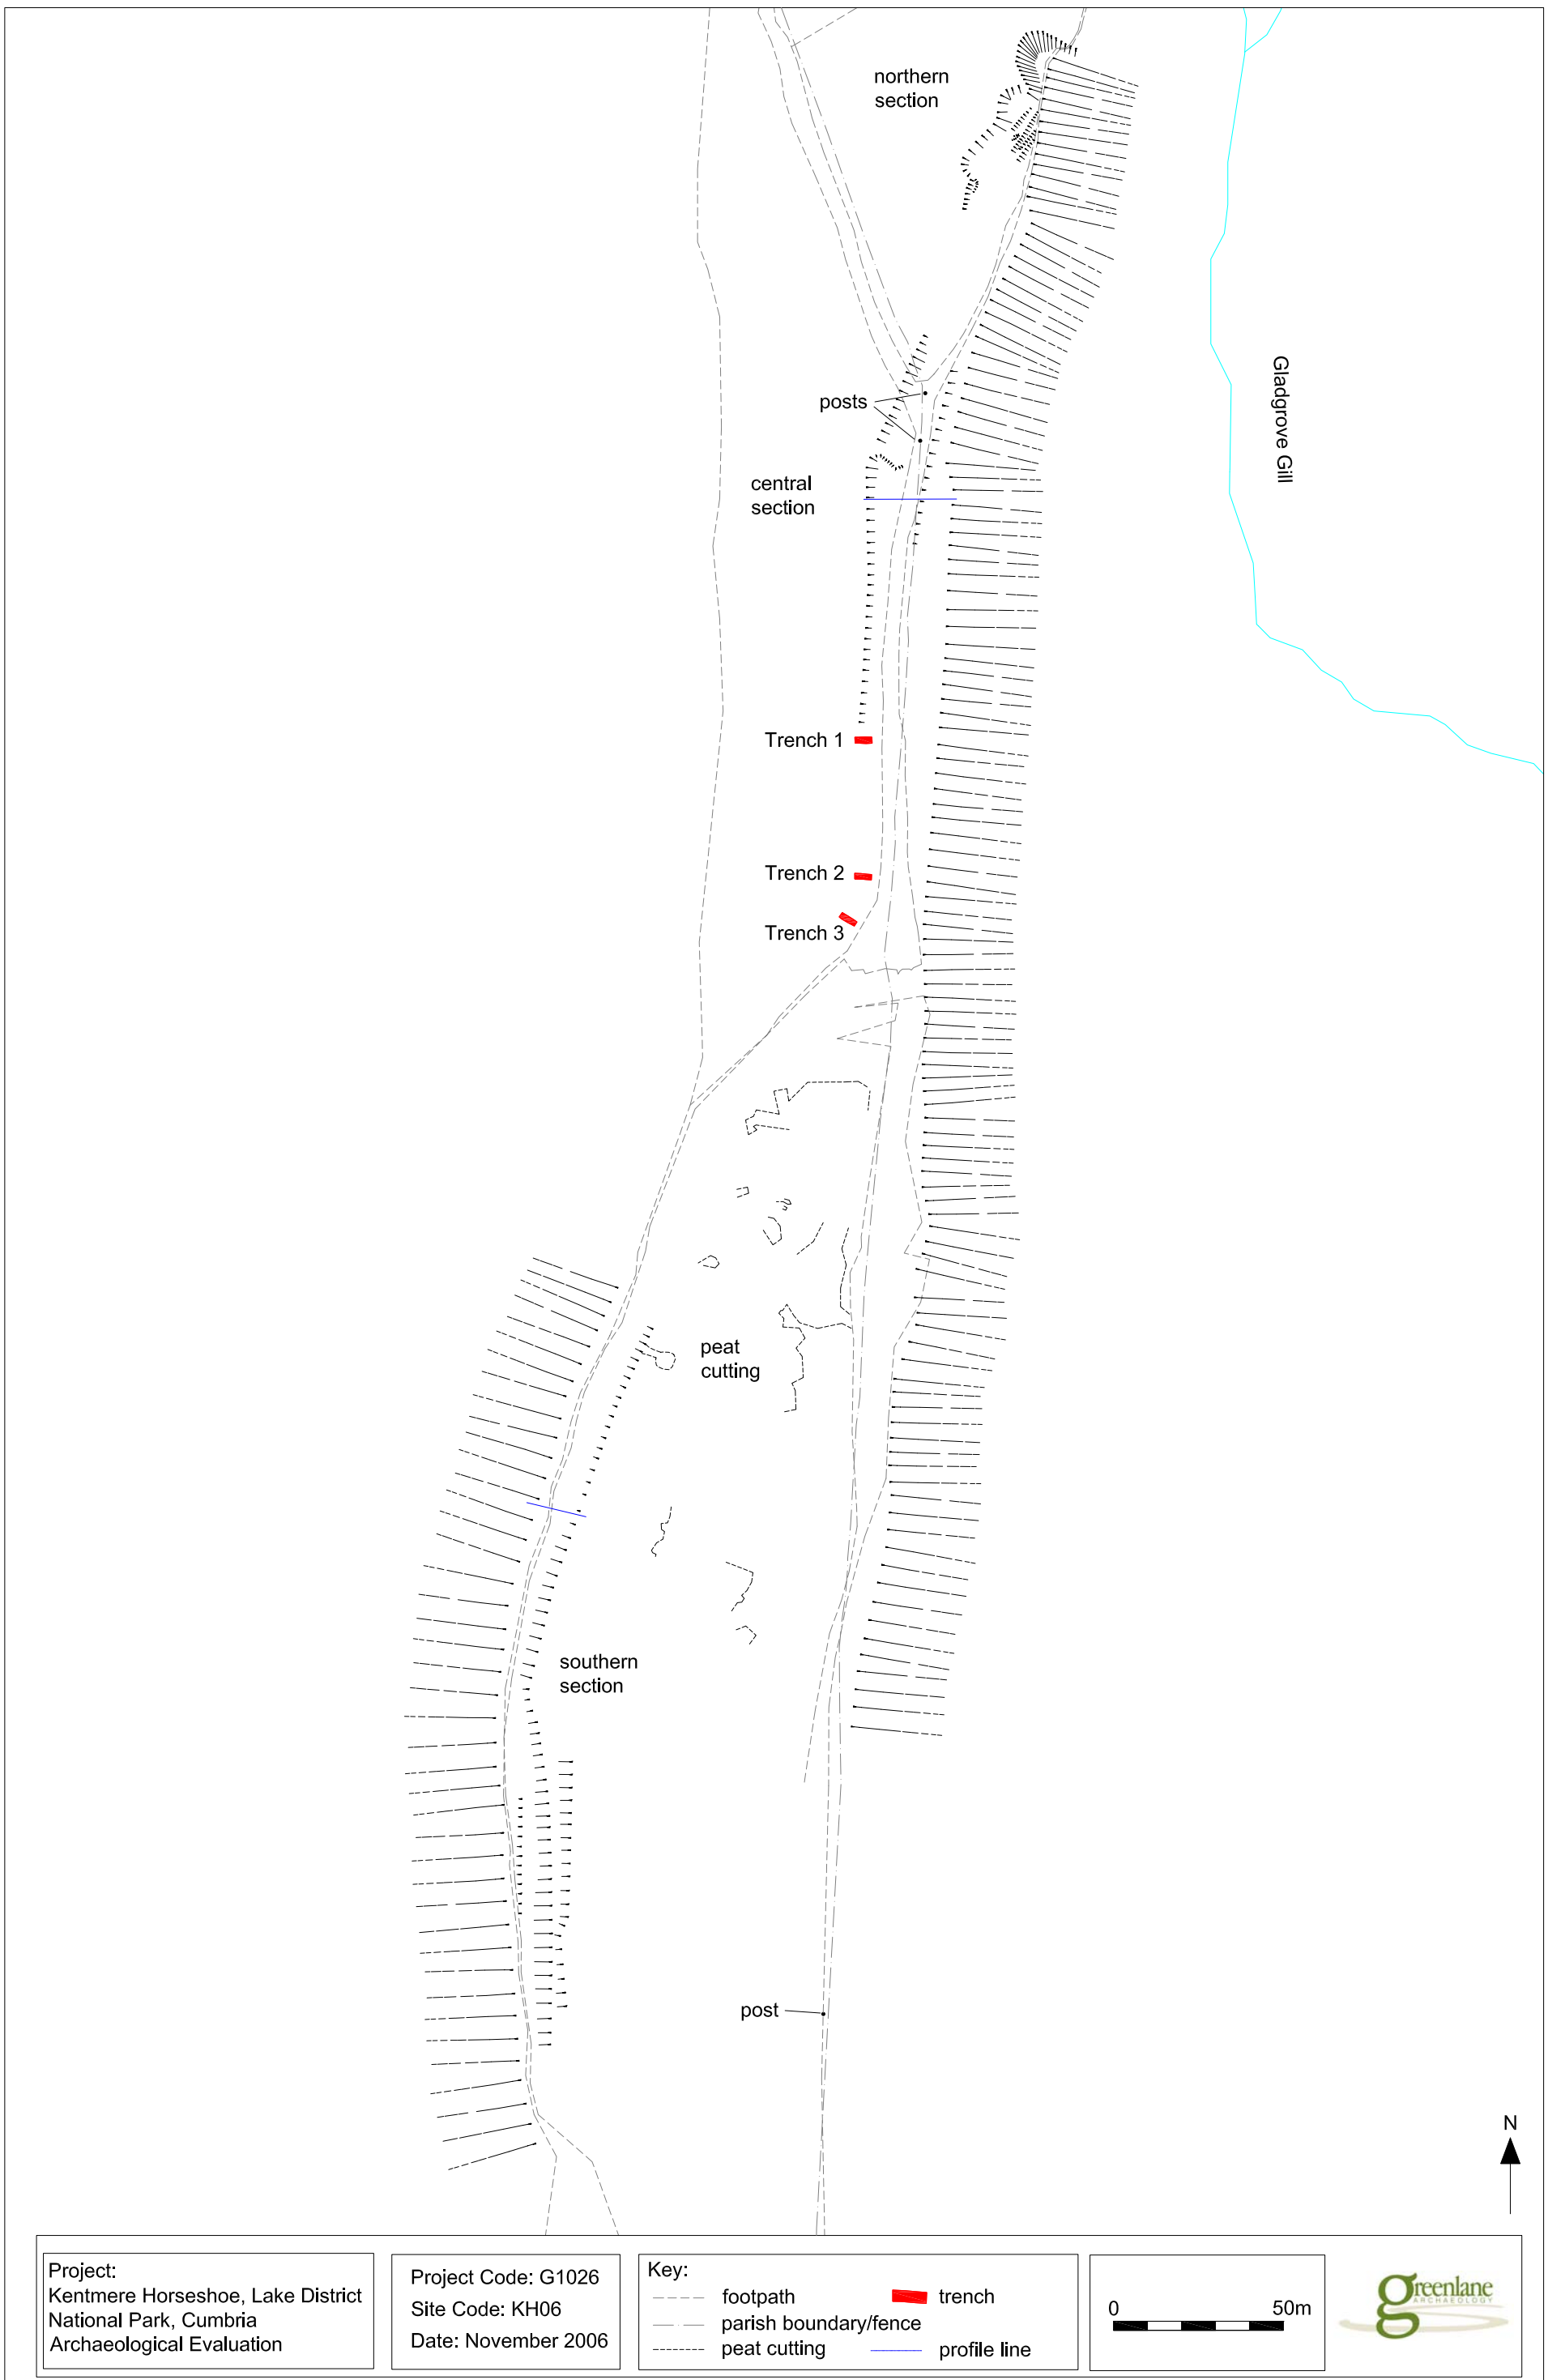 northern
section
Gladgrove Gill
posts
central
section
Trench 1
Trench 2
Trench 3
peat
cutting
southern
section
post
N
Project:
Kentmere Horseshoe, Lake District
National Park, Cumbria
Archaeological Evaluation
Project Code: G1026
Site Code: KH06
Date: November 2006
Key:
footpath
trench
parish boundary/fence
peat cutting
profile line
0 50m
greenlane
ARCHAEOLOGY